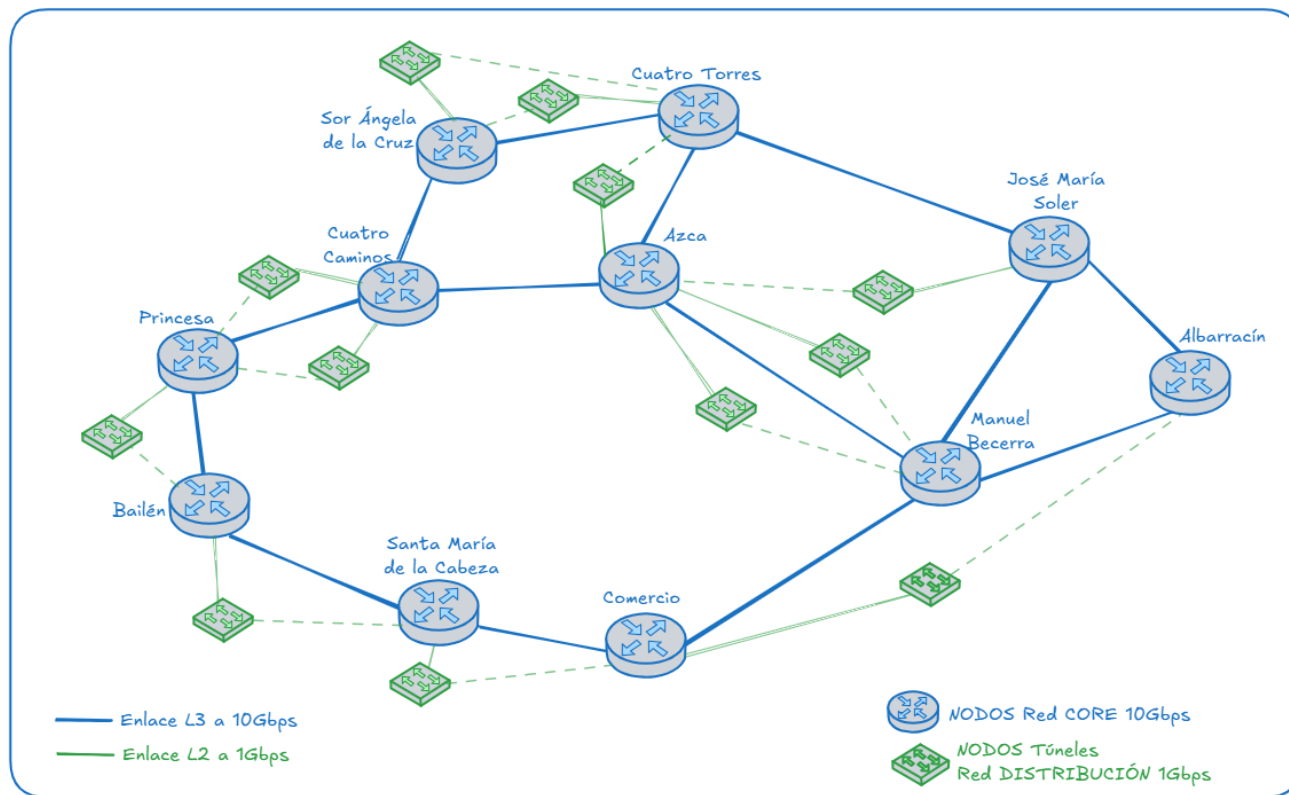 Cuatro Torres
Sor Ángela
de la Cruz
José María
Soler
Cuatro
Caminos
Azca
Princesa
Albarracín
Manuel
Becerra
Bailén
Santa María
de la Cabeza
Comercio
Enlace L3 a 10Gbps
Enlace L2 a 1Gbps
NODOS Red CORE 10Gbps
NODOS Túneles
Red DISTRIBUCIÓN 1Gbps